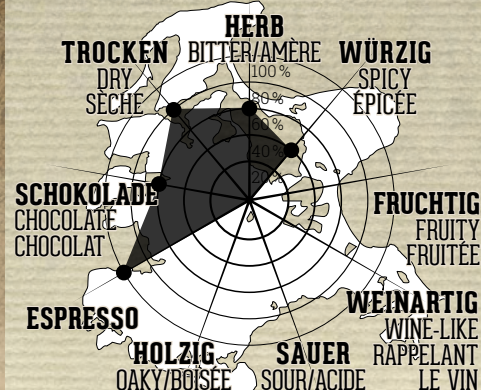 HERB
BITTER/AMÈRE
TROCKEN
DRY
SÈCHE
WÜRZIG
SPICY
ÉPICÉE
100%
80%
60%
40%
20%
SCHOKOLADE
CHOCOLATE
CHOCOLAT
FRUCHTIG
FRUITY
FRUITÉE
ESPRESSO
WEINARTIG
WINE-LIKE
RAPPELANT
LE VIN
HOLZIG
OAKY/BOISÉE
SAUER
SOUR/ACIDE